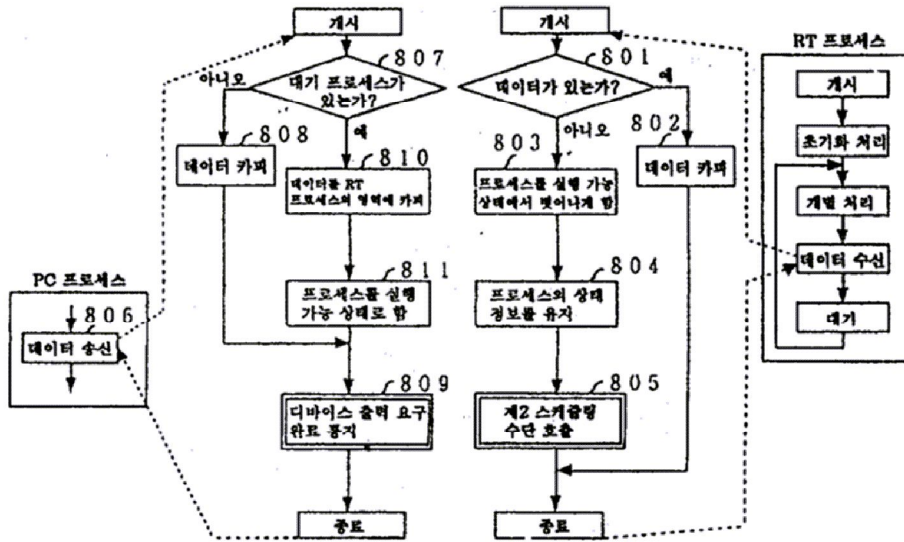 개시
807
대기 프로세스가
있는가?
아니오
예
808
데이터 카피
810
데이터를 RT
프로세스의 영역에 카피
811
프로세스를 실행
가능 상태로 함
809
디바이스 출력 요구
완료 통지
종료
PC 프로세스
806
데이터 송신
개시
801
데이터가 있는가?
예
아니오
802
데이터 카피
803
프로세스를 실행 가능
상태에서 벗어나게 함
804
프로세스의 상태
정보를 유지
805
제2 스케쥴링
수단 호출
종료
RT 프로세스
개시
초기화 처리
개별 처리
데이터 수신
대기